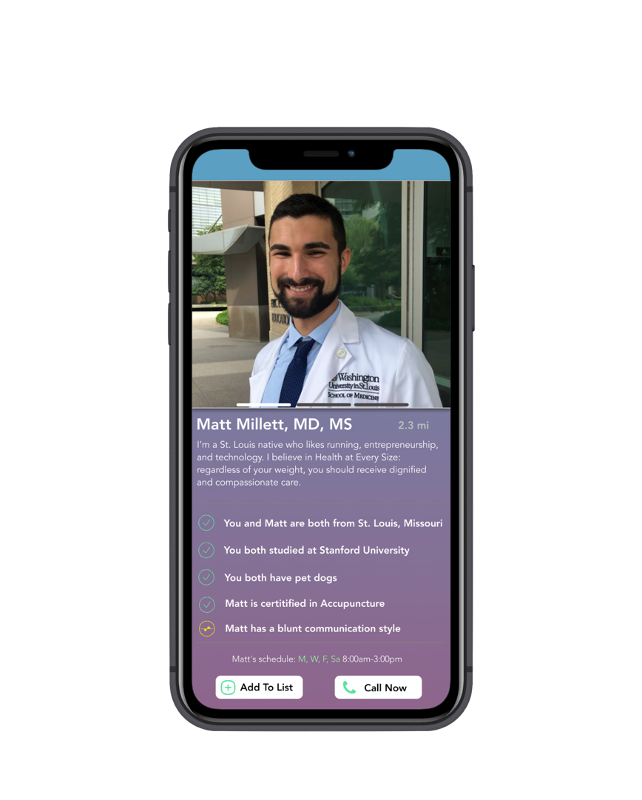 Washington
University in St. Louis
SCHOOL OF MEDICINE
Matt Millett, MD, MS 2.3 mi
I'm a St. Louis native who likes running, entrepreneurship,
and technology. I believe in Health at Every Size:
regardless of your weight, you should receive dignified
and compassionate care.
You and Matt are both from St. Louis, Missouri
You both studied at Stanford University
You both have pet dogs
Matt is certitified in Accupuncture
Matt has a blunt communication style
Matt's schedule: M, W, F, Sa 8:00am-3:00pm
Add To List Call Now